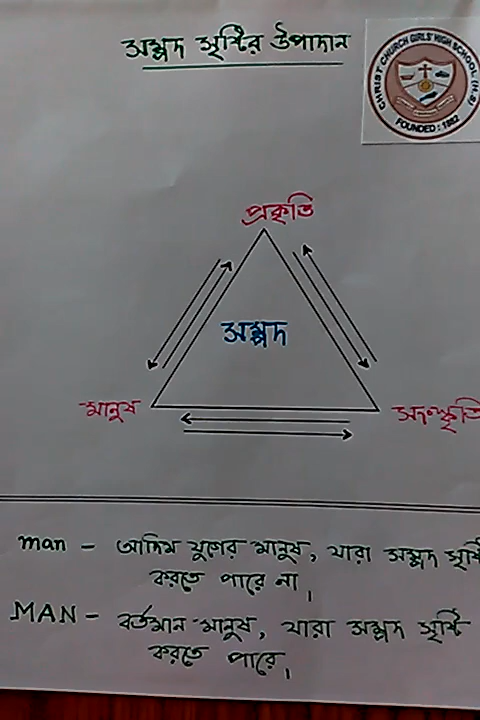 সম্পদ সৃষ্টির উপাদান
CHRIST CHURCH GIRLS' HIGH SCHOOL (H.S)
FOUNDED : 1882
প্রকৃতি
সম্পদ
মানুষ
সংস্কৃতি
man – আদিম যুগের মানুষ, যারা সম্পদ সৃষ্টি
করতে পারে না।
MAN – বর্তমান মানুষ, যারা সম্পদ সৃষ্টি
করতে পারে।